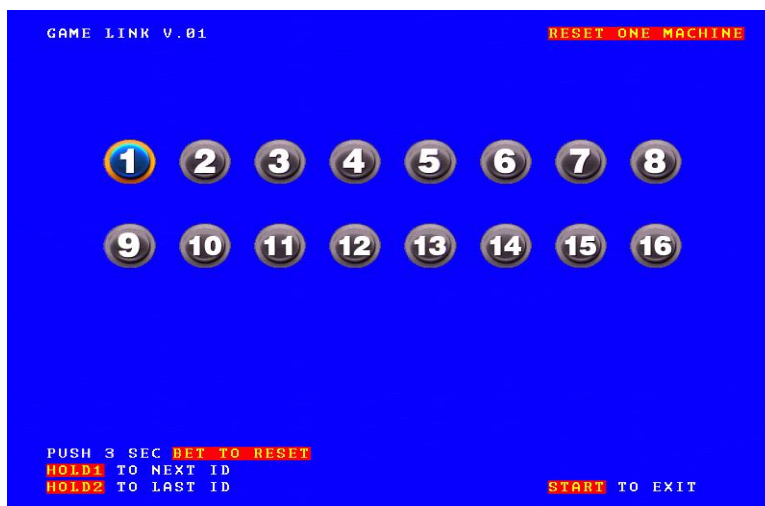 GAME LINK V.01 RESET ONE MACHINE
1 2 3 4 5 6 7 8
9 10 11 12 13 14 15 16
PUSH 3 SEC BET TO RESET
HOLD1 TO NEXT ID
HOLD2 TO LAST ID START TO EXIT